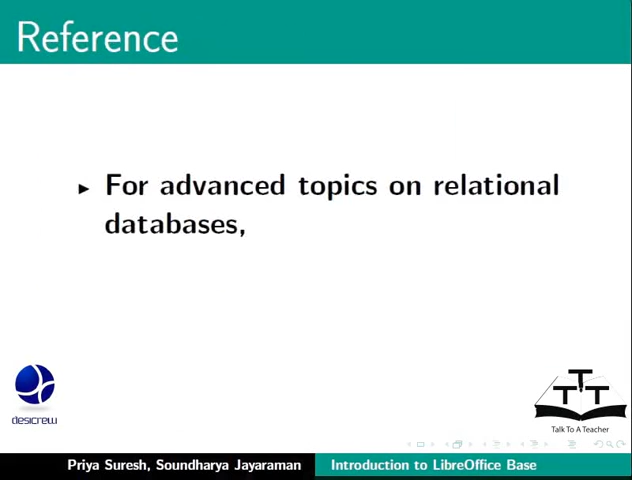 Reference
For advanced topics on relational
databases,
desicrew
T
T T
Talk To A Teacher
Priya Suresh, Soundharya Jayaraman Introduction to LibreOffice Base